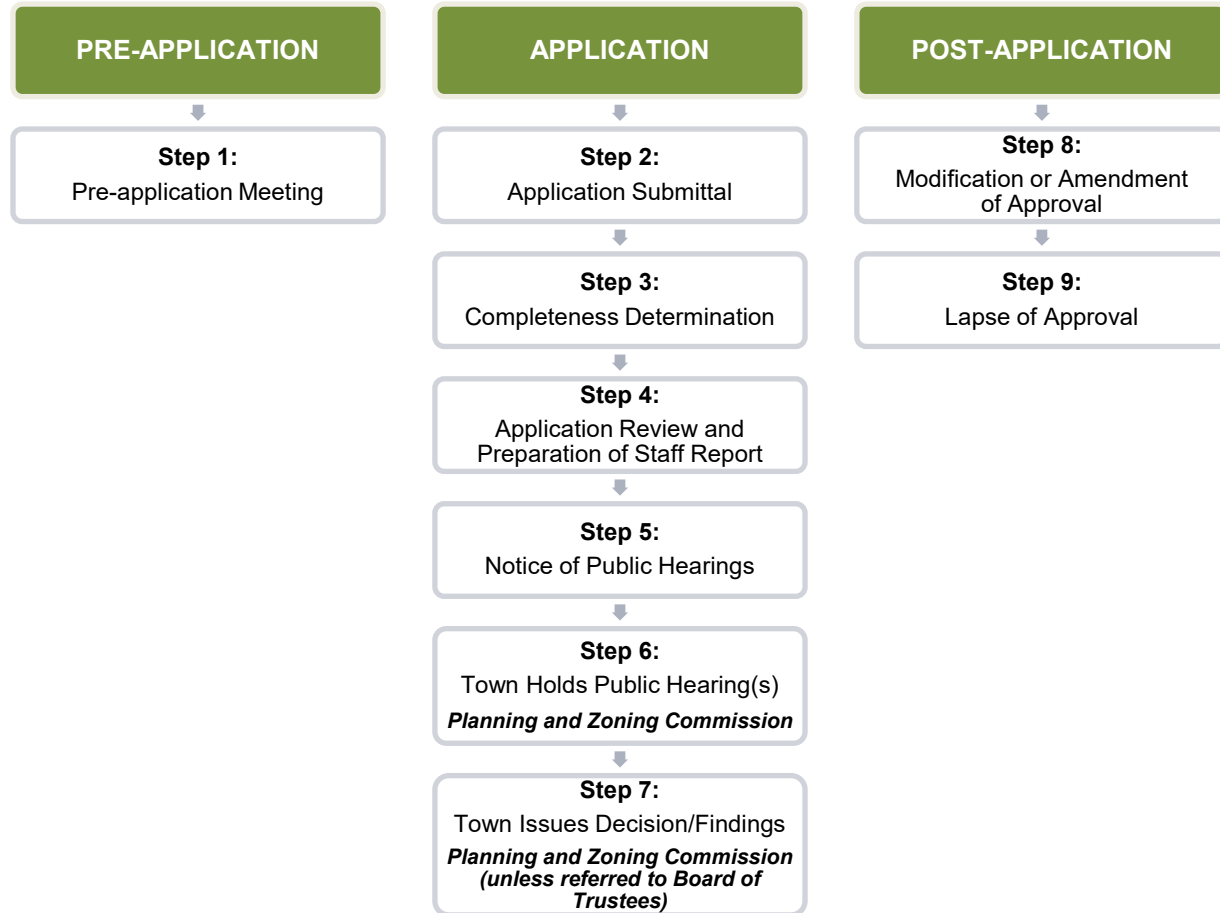 PRE-APPLICATION
Step 1:
Pre-application Meeting
APPLICATION
Step 2:
Application Submittal
Step 3:
Completeness Determination
Step 4:
Application Review and
Preparation of Staff Report
Step 5:
Notice of Public Hearings
Step 6:
Town Holds Public Hearing(s)
Planning and Zoning Commission
Step 7:
Town Issues Decision/Findings
Planning and Zoning Commission
(unless referred to Board of
Trustees)
POST-APPLICATION
Step 8:
Modification or Amendment
of Approval
Step 9:
Lapse of Approval